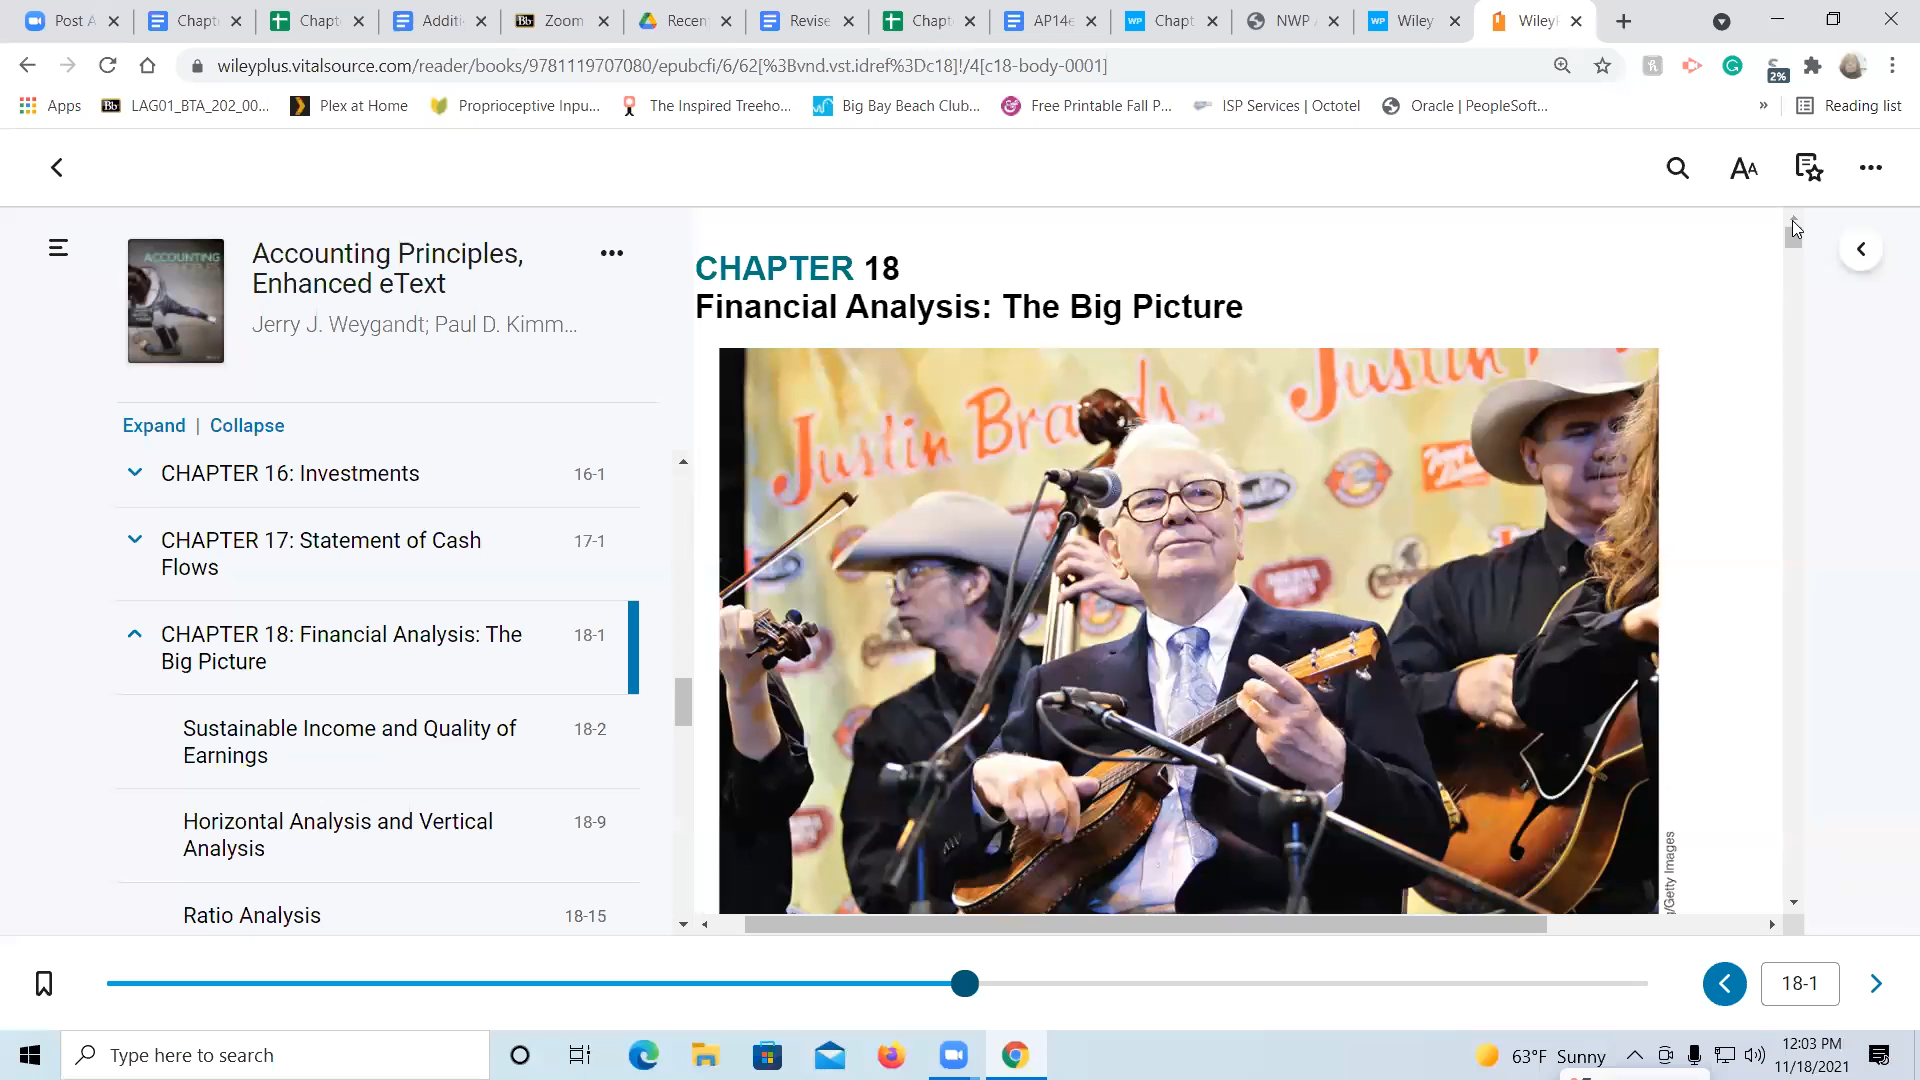 Post A
Chapt
Chapt
Additi
Zoom
Recen
Revise
Chapt
AP14e
Chapt
NWP
Wiley
Wiley
wileyplus.vitalsource.com/reader/books/9781119707080/epubcfi/6/62[%3Bvnd.vst.idref%3Dc18]!/4[c18-body-0001]
2%
Apps
Bb
LAG01_BTA_202_00...
Plex at Home
Proprioceptive Inpu...
The Inspired Treeho...
Big Bay Beach Club...
Free Printable Fall P...
ISP Services | Octotel
Oracle | PeopleSoft...
»
Reading list
Accounting Principles,
Enhanced eText
Jerry J. Weygandt; Paul D. Kimm...
ACCOUNTING
Expand | Collapse
CHAPTER 16: Investments 16-1
CHAPTER 17: Statement of Cash 17-1
Flows
CHAPTER 18: Financial Analysis: The 18-1
Big Picture
Sustainable Income and Quality of 18-2
Earnings
Horizontal Analysis and Vertical 18-9
Analysis
Ratio Analysis 18-15
CHAPTER 18
Financial Analysis: The Big Picture
Justin Brands
Justin
/Getty Images
18-1
Type here to search
63°F Sunny
12:03 PM
11/18/2021